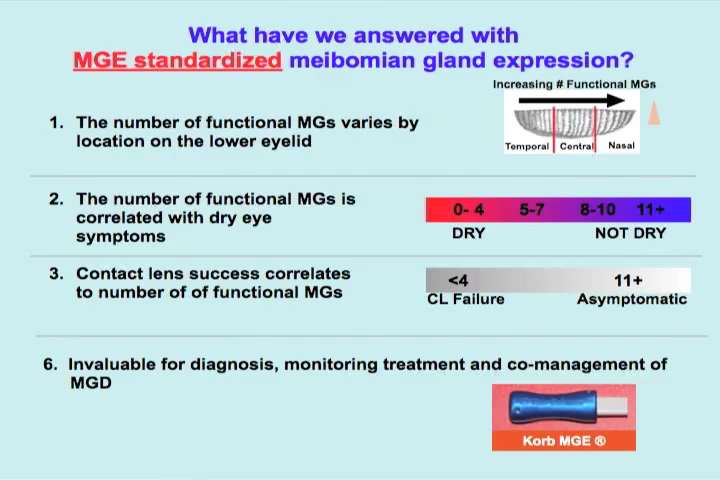 What have we answered with
MGE standardized meibomian gland expression?
Increasing # Functional MGs
1. The number of functional MGs varies by
location on the lower eyelid
Temporal Central Nasal
2. The number of functional MGs is
correlated with dry eye
symptoms
0- 4 5-7 8-10 11+
DRY NOT DRY
3. Contact lens success correlates
to number of of functional MGs
<4 11+
CL Failure Asymptomatic
6. Invaluable for diagnosis, monitoring treatment and co-management of
MGD
Korb MGE ®